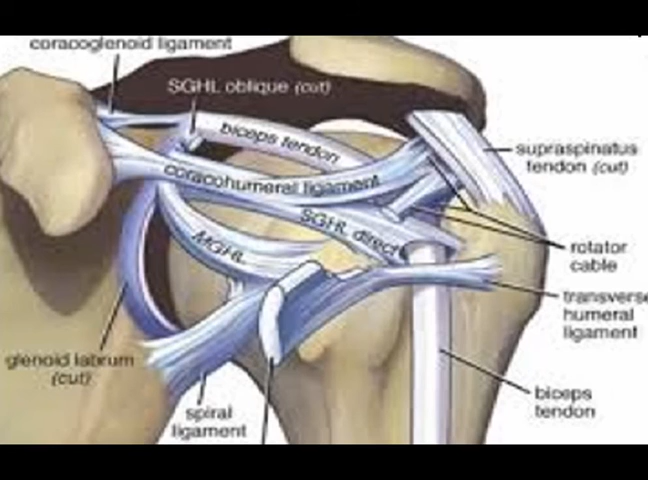 coracoglenoid ligament
SGHL oblique (cut)
biceps tendon
supraspinatus
tendon (cut)
coracohumeral ligament
SGHL direct
MGHL
rotator
cable
transverse
humeral
ligament
glenoid labrum
(cut)
biceps
tendon
spiral
ligament